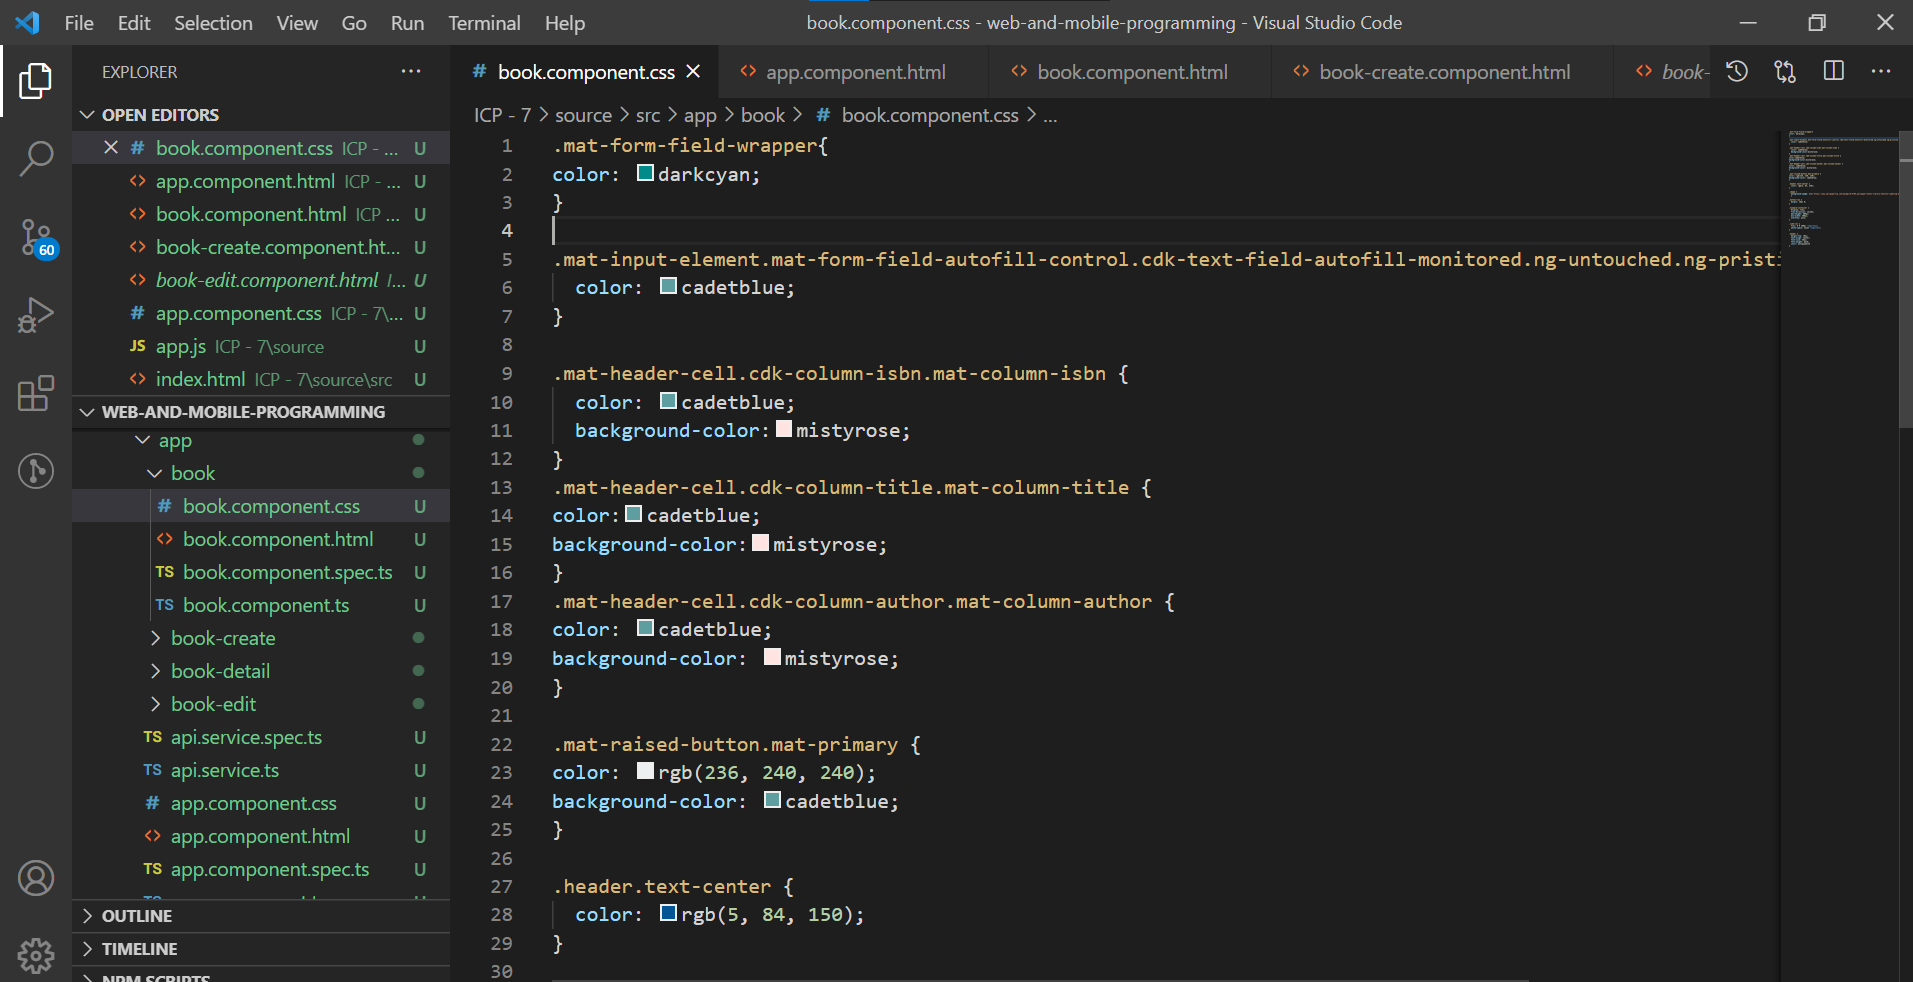 File Edit Selection View Go Run Terminal Help
book.component.css - web-and-mobile-programming - Visual Studio Code
EXPLORER
OPEN EDITORS
# book.component.css ICP - ... U
<> app.component.html ICP - ... U
<> book.component.html ICP ... U
<> book-create.component.ht... U
<> book-edit.component.html I... U
# app.component.css ICP - 7\... U
JS app.js ICP - 7\source U
<> index.html ICP - 7\source\src U
WEB-AND-MOBILE-PROGRAMMING
app
book
# book.component.css U
<> book.component.html U
TS book.component.spec.ts U
TS book.component.ts U
book-create
book-detail
book-edit
TS api.service.spec.ts U
TS api.service.ts U
# app.component.css U
<> app.component.html U
TS app.component.spec.ts U
OUTLINE
TIMELINE
NPM SCRIPTS
60
# book.component.css
<> app.component.html
<> book.component.html
<> book-create.component.html
<> book-
ICP - 7 > source > src > app > book > # book.component.css > ...
1 .mat-form-field-wrapper{
2 color: darkcyan;
3 }
4
5 .mat-input-element.mat-form-field-autofill-control.cdk-text-field-autofill-monitored.ng-untouched.ng-pristi
6 color: cadetblue;
7 }
8
9 .mat-header-cell.cdk-column-isbn.mat-column-isbn {
10 color: cadetblue;
11 background-color: mistyrose;
12 }
13 .mat-header-cell.cdk-column-title.mat-column-title {
14 color: cadetblue;
15 background-color: mistyrose;
16 }
17 .mat-header-cell.cdk-column-author.mat-column-author {
18 color: cadetblue;
19 background-color: mistyrose;
20 }
21
22 .mat-raised-button.mat-primary {
23 color: rgb(236, 240, 240);
24 background-color: cadetblue;
25 }
26
27 .header.text-center {
28 color: rgb(5, 84, 150);
29 }
30